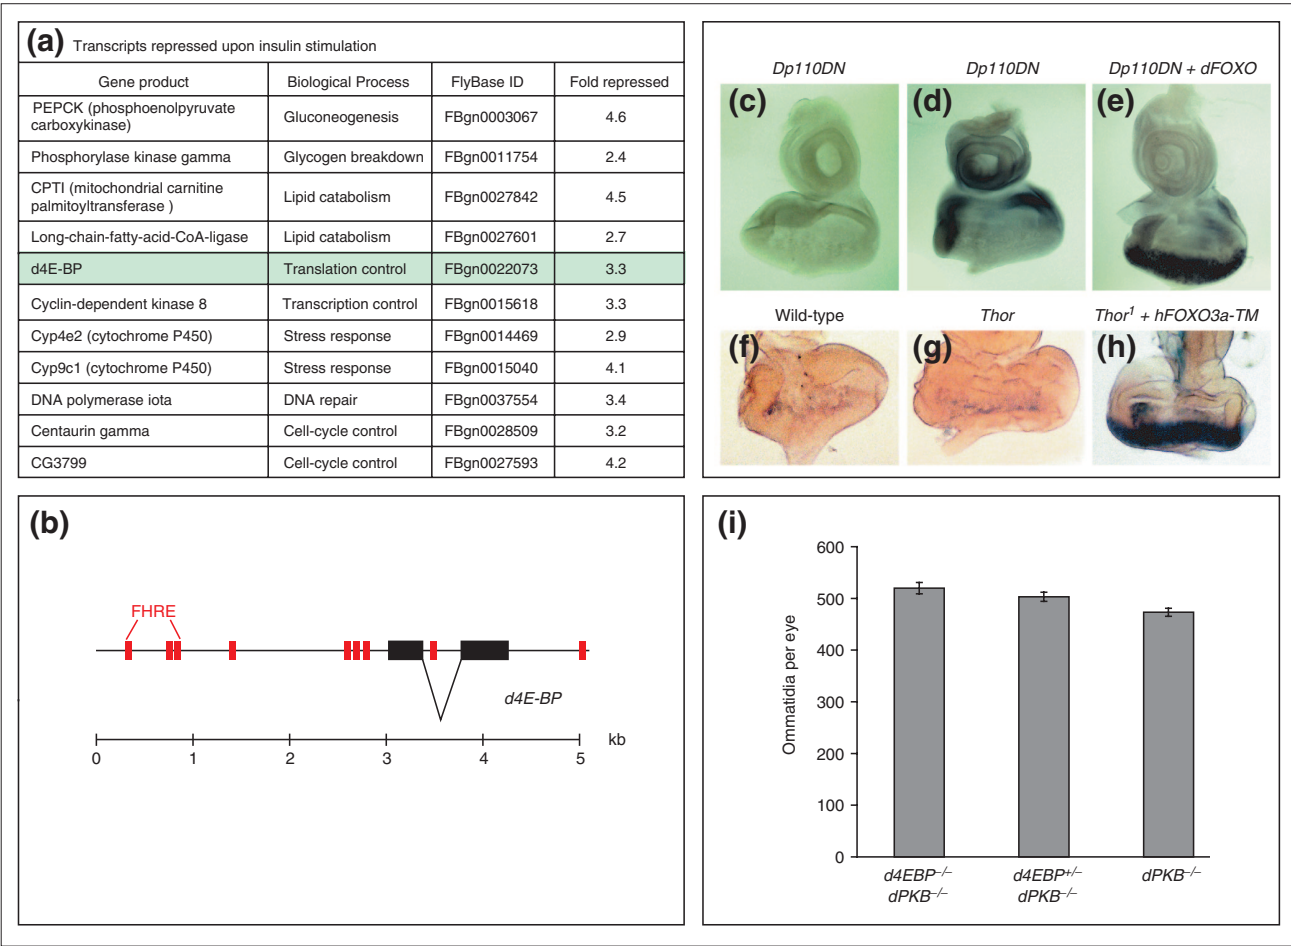 (a) Transcripts repressed upon insulin stimulation
Gene product Biological Process FlyBase ID Fold repressed
PEPCK (phosphoenolpyruvate
carboxykinase) Gluconeogenesis FBgn0003067 4.6
Phosphorylase kinase gamma Glycogen breakdown FBgn0011754 2.4
CPTI (mitochondrial carnitine
palmitoyltransferase ) Lipid catabolism FBgn0027842 4.5
Long-chain-fatty-acid-CoA-ligase Lipid catabolism FBgn0027601 2.7
d4E-BP Translation control FBgn0022073 3.3
Cyclin-dependent kinase 8 Transcription control FBgn0015618 3.3
Cyp4e2 (cytochrome P450) Stress response FBgn0014469 2.9
Cyp9c1 (cytochrome P450) Stress response FBgn0015040 4.1
DNA polymerase iota DNA repair FBgn0037554 3.4
Centaurin gamma Cell-cycle control FBgn0028509 3.2
CG3799 Cell-cycle control FBgn0027593 4.2
Dp110DN Dp110DN Dp110DN + dFOXO
(c) (d) (e)
Wild-type Thor Thor1 + hFOXO3a-TM
(f) (g) (h)
(b)
FHRE
d4E-BP
kb
0 1 2 3 4 5
(i)
600
500
400
300
200
100
0
Ommatidia per eye
d4EBP–/– d4EBP+/– dPKB–/–
dPKB–/– dPKB–/–